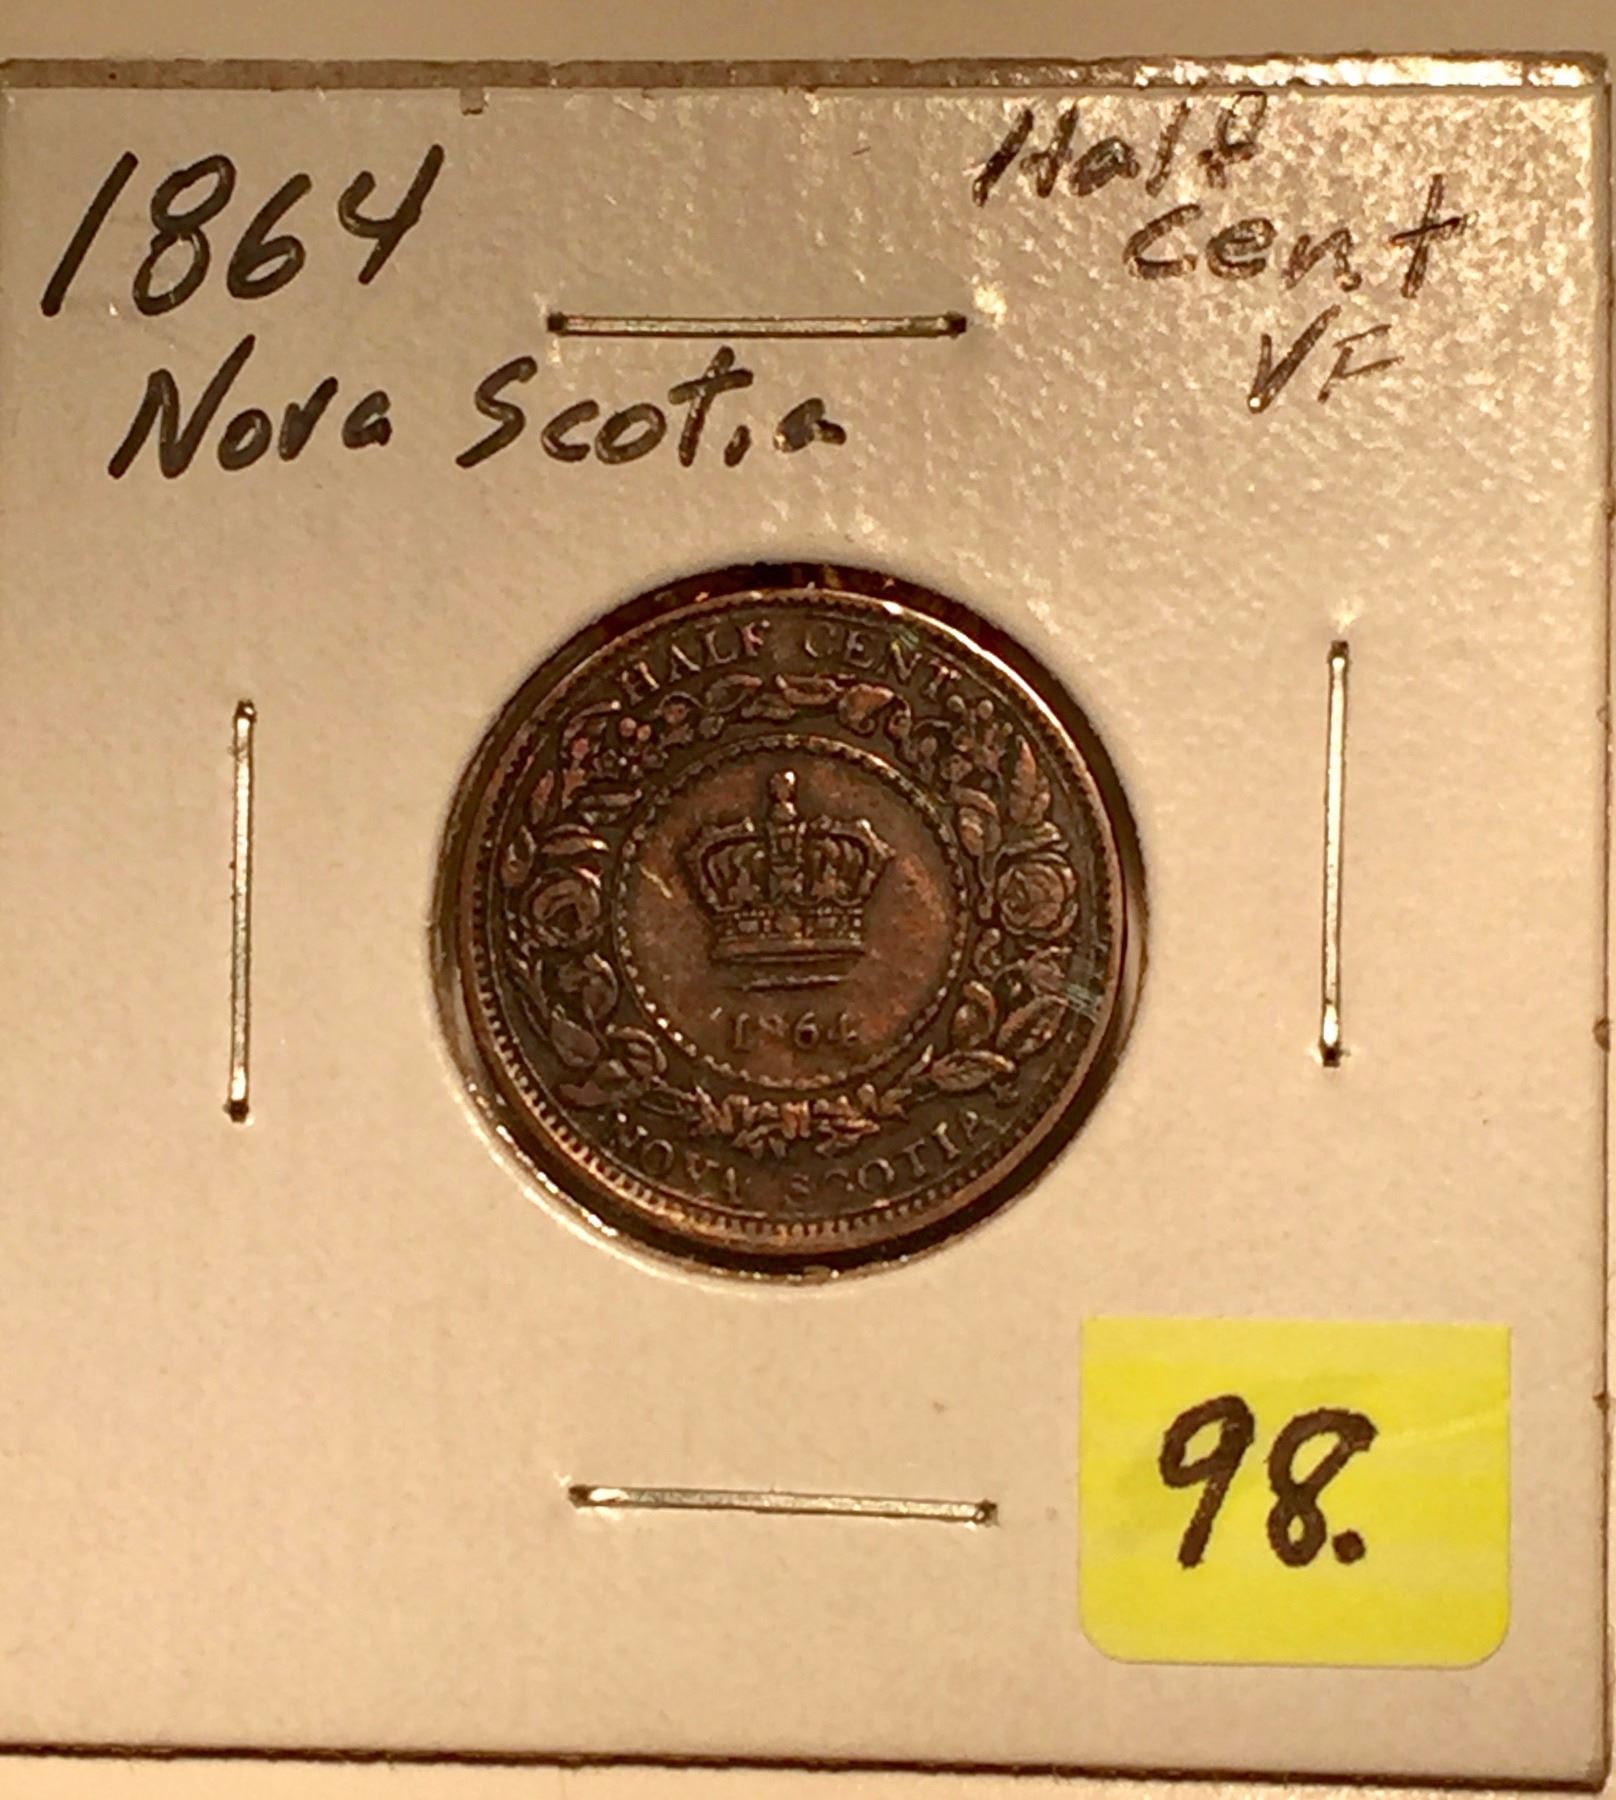 1864
Half
cent
VF
Nova Scotia
HALF CENT
1864
NOVA SCOTIA
98.